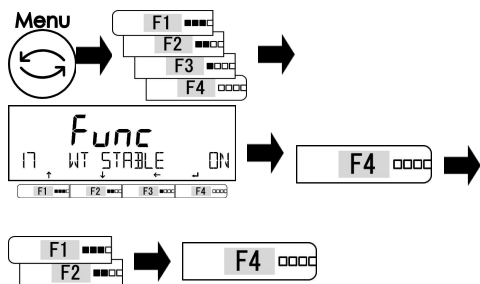 Menu
F1
F2
F3
F4
Func
17 WT STABLE ON
F1 F2 F3 F4
F4
F1
F2
F4